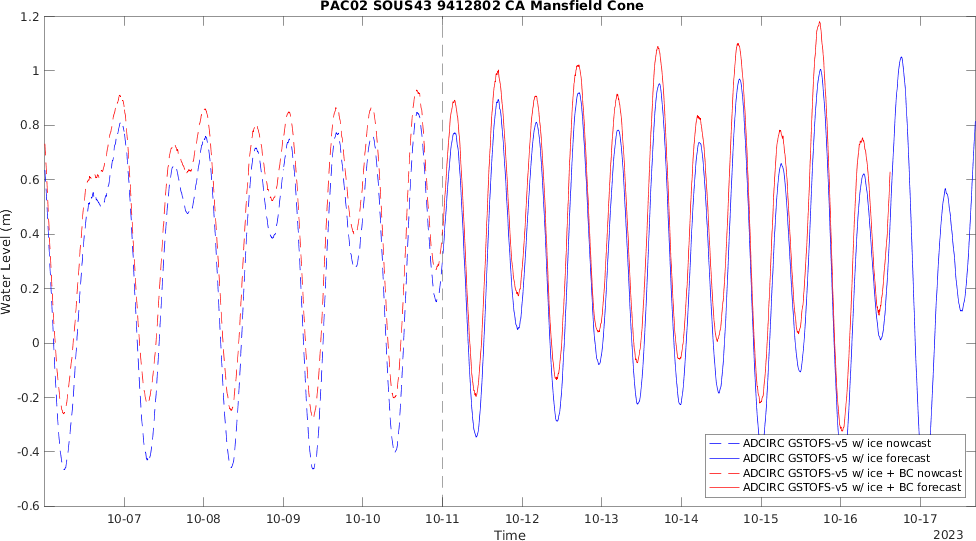 PAC02 SOUS43 9412802 CA Mansfield Cone
1.2
1
0.8
0.6
0.4
0.2
0
-0.2
-0.4
-0.6
Water Level (m)
ADCIRC GSTOFS-v5 w/ ice nowcast
ADCIRC GSTOFS-v5 w/ ice forecast
ADCIRC GSTOFS-v5 w/ ice + BC nowcast
ADCIRC GSTOFS-v5 w/ ice + BC forecast
10-07 10-08 10-09 10-10 10-11 10-12 10-13 10-14 10-15 10-16 10-17
Time 2023